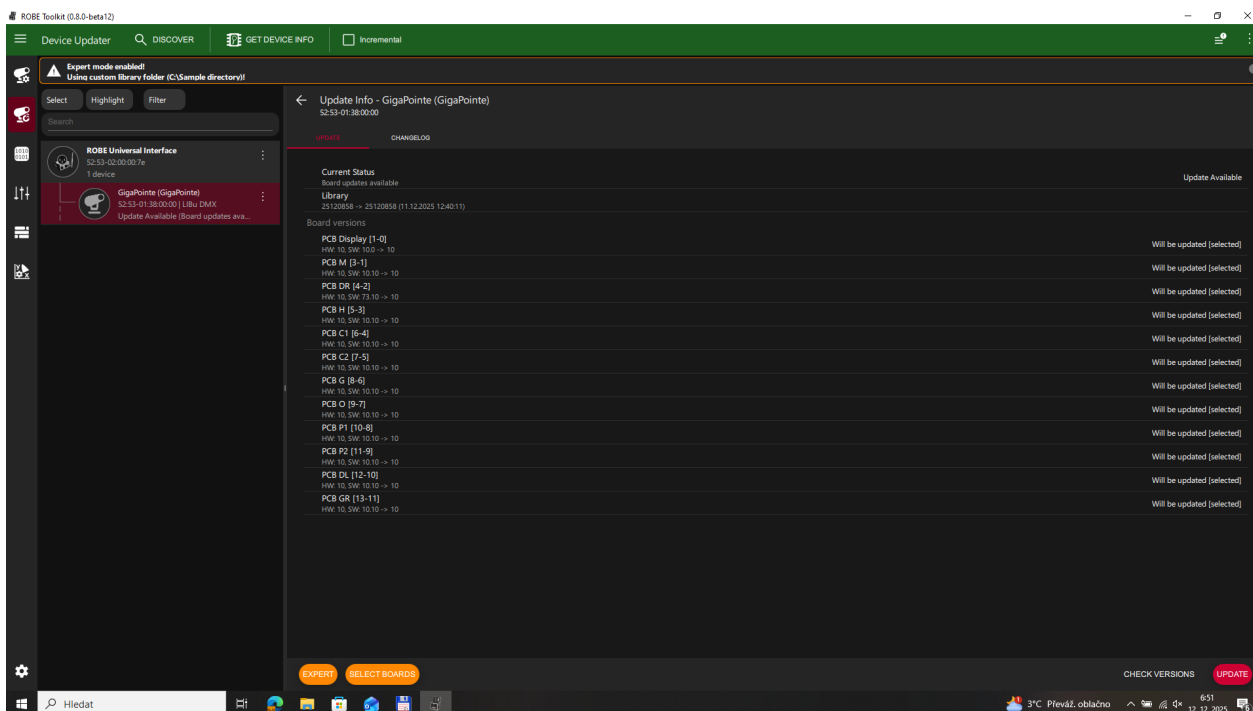 ROBE Toolkit (0.8.0-beta12)
Device Updater
DISCOVER
GET DEVICE INFO
Incremental
Expert mode enabled!
Using custom library folder (C:\Sample directory)!
Select
Highlight
Filter
Search
ROBE Universal Interface
52:53-02:00:00:7e
1 device
GigaPointe (GigaPointe)
52:53-01:38:00:00 | LIBu DMX
Update Available (Board updates ava...
Update Info - GigaPointe (GigaPointe)
52:53-01:38:00:00
UPDATE
CHANGELOG
Current Status
Board updates available
Update Available
Library
25120858 -> 25120858 (11.12.2025 12:40:11)
Board versions
PCB Display [1-0]
HW: 10, SW: 10.0 -> 10
Will be updated [selected]
PCB M [3-1]
HW: 10, SW: 10.10 -> 10
Will be updated [selected]
PCB DR [4-2]
HW: 10, SW: 73.10 -> 10
Will be updated [selected]
PCB H [5-3]
HW: 10, SW: 10.10 -> 10
Will be updated [selected]
PCB C1 [6-4]
HW: 10, SW: 10.10 -> 10
Will be updated [selected]
PCB C2 [7-5]
HW: 10, SW: 10.10 -> 10
Will be updated [selected]
PCB G [8-6]
HW: 10, SW: 10.10 -> 10
Will be updated [selected]
PCB O [9-7]
HW: 10, SW: 10.10 -> 10
Will be updated [selected]
PCB P1 [10-8]
HW: 10, SW: 10.10 -> 10
Will be updated [selected]
PCB P2 [11-9]
HW: 10, SW: 10.10 -> 10
Will be updated [selected]
PCB DL [12-10]
HW: 10, SW: 10.10 -> 10
Will be updated [selected]
PCB GR [13-11]
HW: 10, SW: 10.10 -> 10
Will be updated [selected]
EXPERT
SELECT BOARDS
CHECK VERSIONS
UPDATE
Hledat
3°C Převáž. oblačno
6:51
12.12.2025